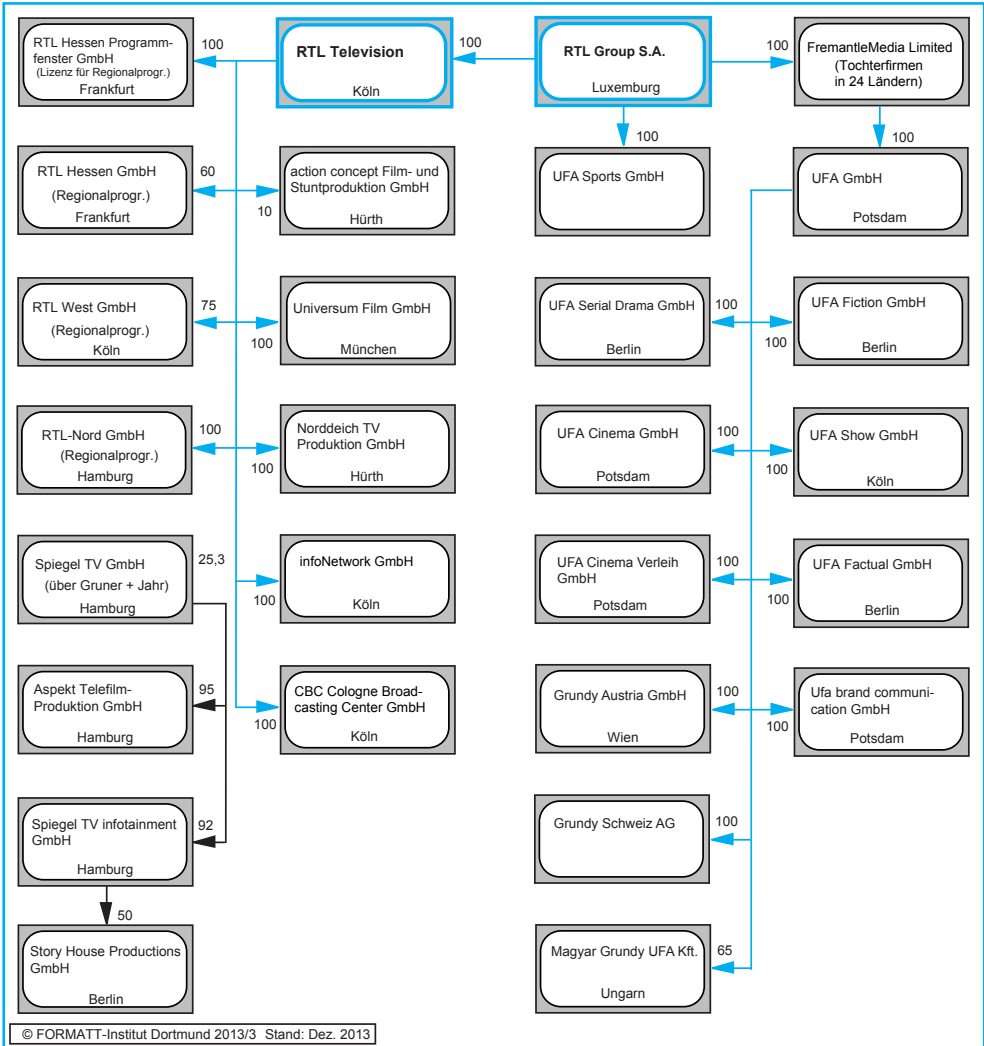 RTL Hessen Programm-
fenster GmbH
(Lizenz für Regionalprogr.)
Frankfurt
100
RTL Television
Köln
100
RTL Group S.A.
Luxemburg
100
FremantleMedia Limited
(Tochterfirmen
in 24 Ländern)
100
100
RTL Hessen GmbH
(Regionalprogr.)
Frankfurt
60
10
action concept Film- und
Stuntproduktion GmbH
Hürth
UFA Sports GmbH
UFA GmbH
Potsdam
RTL West GmbH
(Regionalprogr.)
Köln
75
100
Universum Film GmbH
München
UFA Serial Drama GmbH
Berlin
100
100
UFA Fiction GmbH
Berlin
RTL-Nord GmbH
(Regionalprogr.)
Hamburg
100
100
Norddeich TV
Produktion GmbH
Hürth
UFA Cinema GmbH
Potsdam
100
100
UFA Show GmbH
Köln
Spiegel TV GmbH
(über Gruner + Jahr)
Hamburg
25,3
100
infoNetwork GmbH
Köln
UFA Cinema Verleih
GmbH
Potsdam
100
100
UFA Factual GmbH
Berlin
Aspekt Telefilm-
Produktion GmbH
Hamburg
95
100
CBC Cologne Broad-
casting Center GmbH
Köln
Grundy Austria GmbH
Wien
100
100
Ufa brand communi-
cation GmbH
Potsdam
Spiegel TV infotainment
GmbH
Hamburg
92
Grundy Schweiz AG
100
50
Story House Productions
GmbH
Berlin
Magyar Grundy UFA Kft.
Ungarn
65
© FORMATT-Institut Dortmund 2013/3 Stand: Dez. 2013